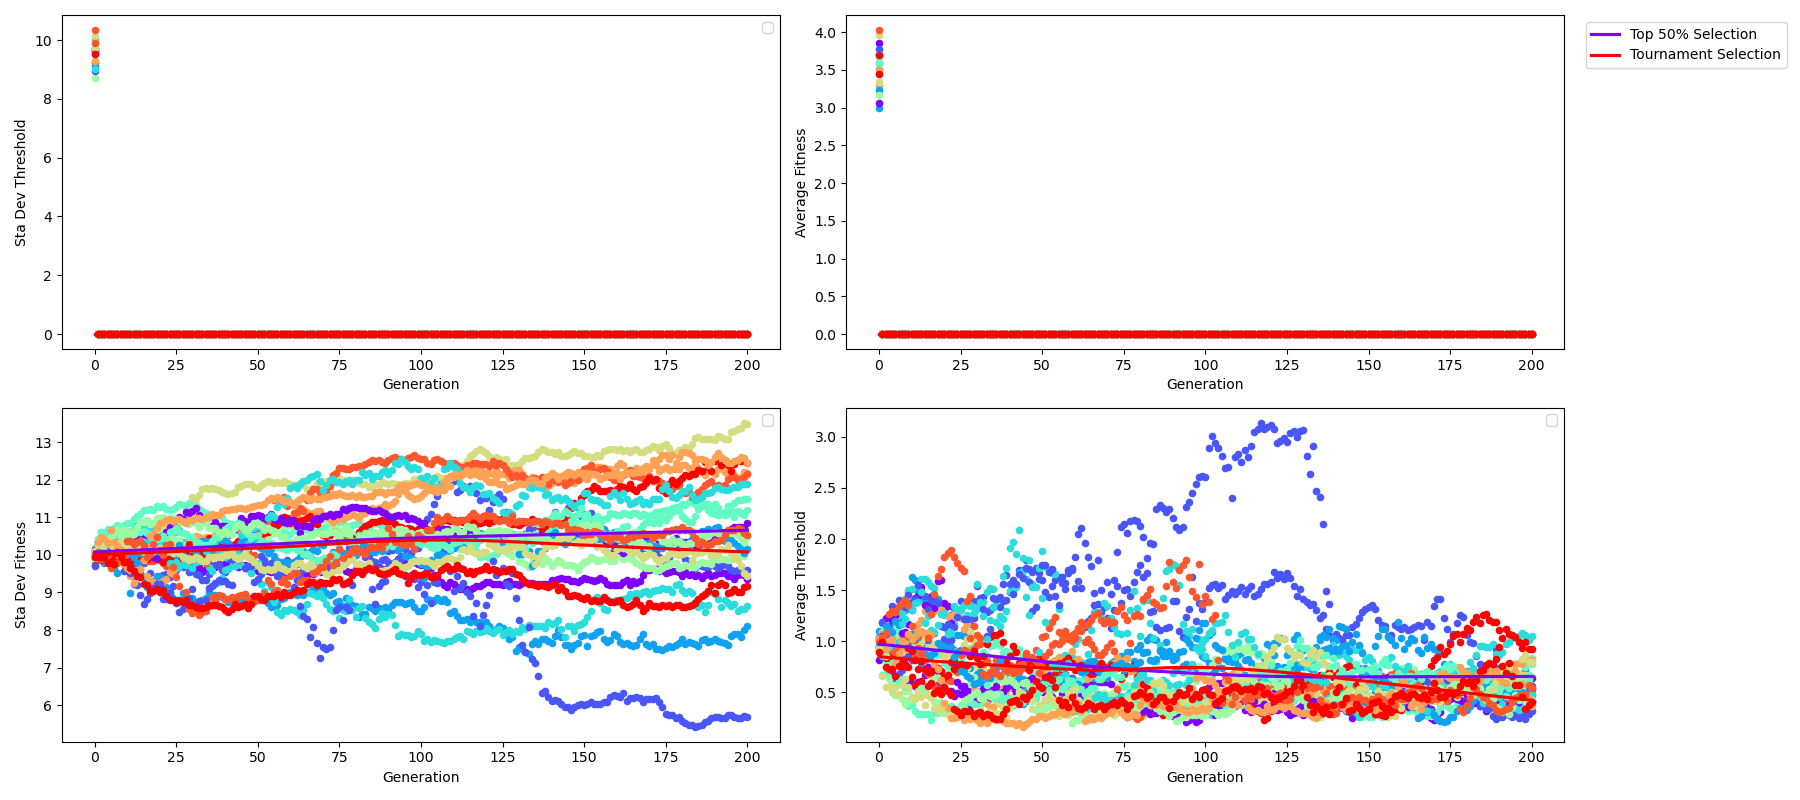 Sta Dev Threshold
10
8
6
4
2
0
0 25 50 75 100 125 150 175 200
Generation
Average Fitness
4.0
3.5
3.0
2.5
2.0
1.5
1.0
0.5
0.0
0 25 50 75 100 125 150 175 200
Generation
Top 50% Selection
Tournament Selection
Sta Dev Fitness
13
12
11
10
9
8
7
6
0 25 50 75 100 125 150 175 200
Generation
Average Threshold
3.0
2.5
2.0
1.5
1.0
0.5
0 25 50 75 100 125 150 175 200
Generation